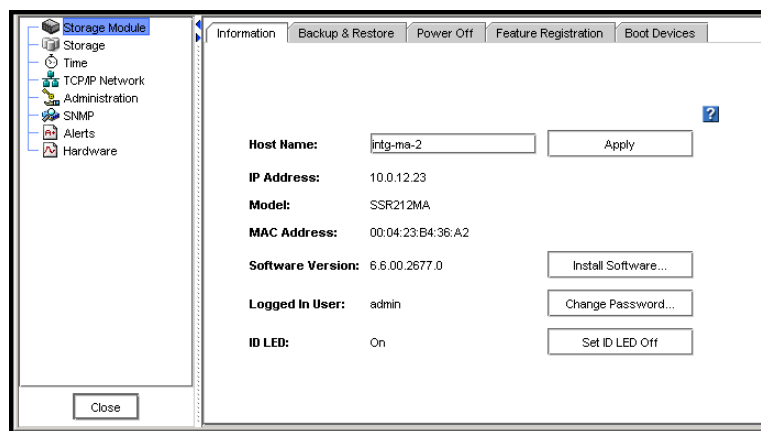 Storage Module
Storage
Time
TCP/IP Network
Administration
SNMP
Alerts
Hardware
Close
Information
Backup & Restore
Power Off
Feature Registration
Boot Devices
?
Host Name: intg-ma-2 Apply
IP Address: 10.0.12.23
Model: SSR212MA
MAC Address: 00:04:23:B4:36:A2
Software Version: 6.6.00.2677.0 Install Software...
Logged In User: admin Change Password...
ID LED: On Set ID LED Off